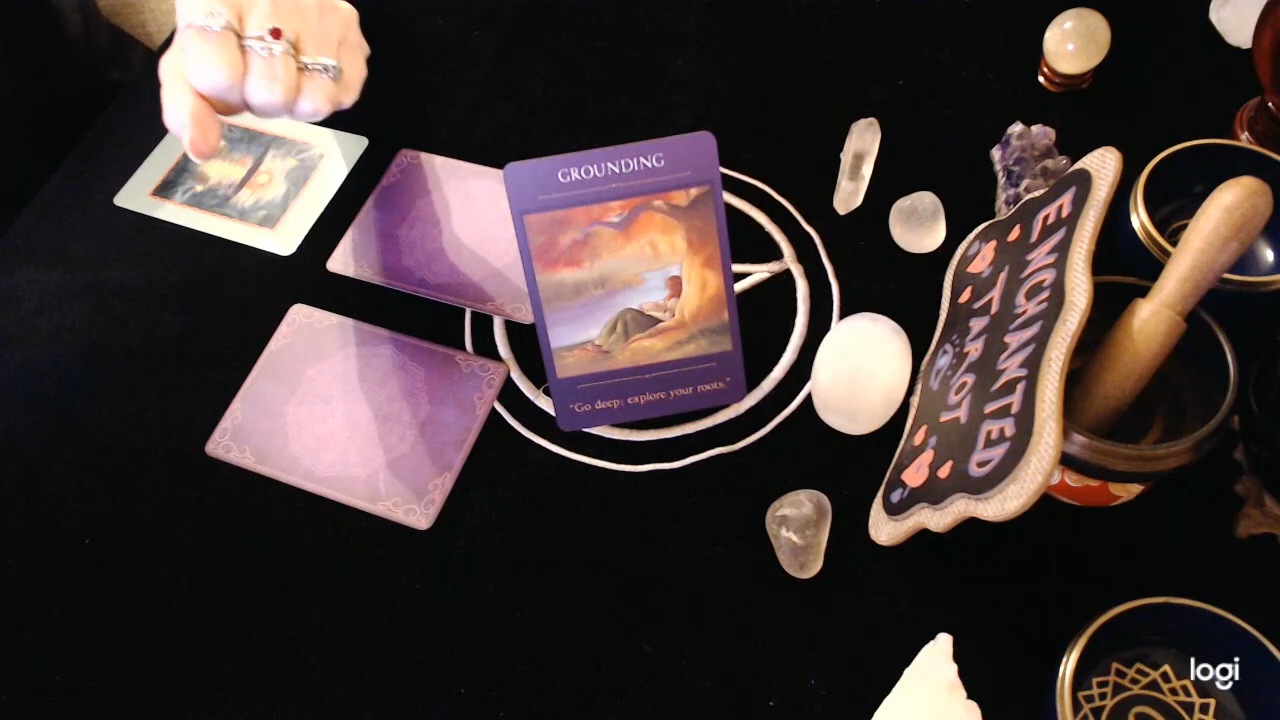 GROUNDING
"Go deep; explore your roots."
ENCHANTED
TAROT
logi